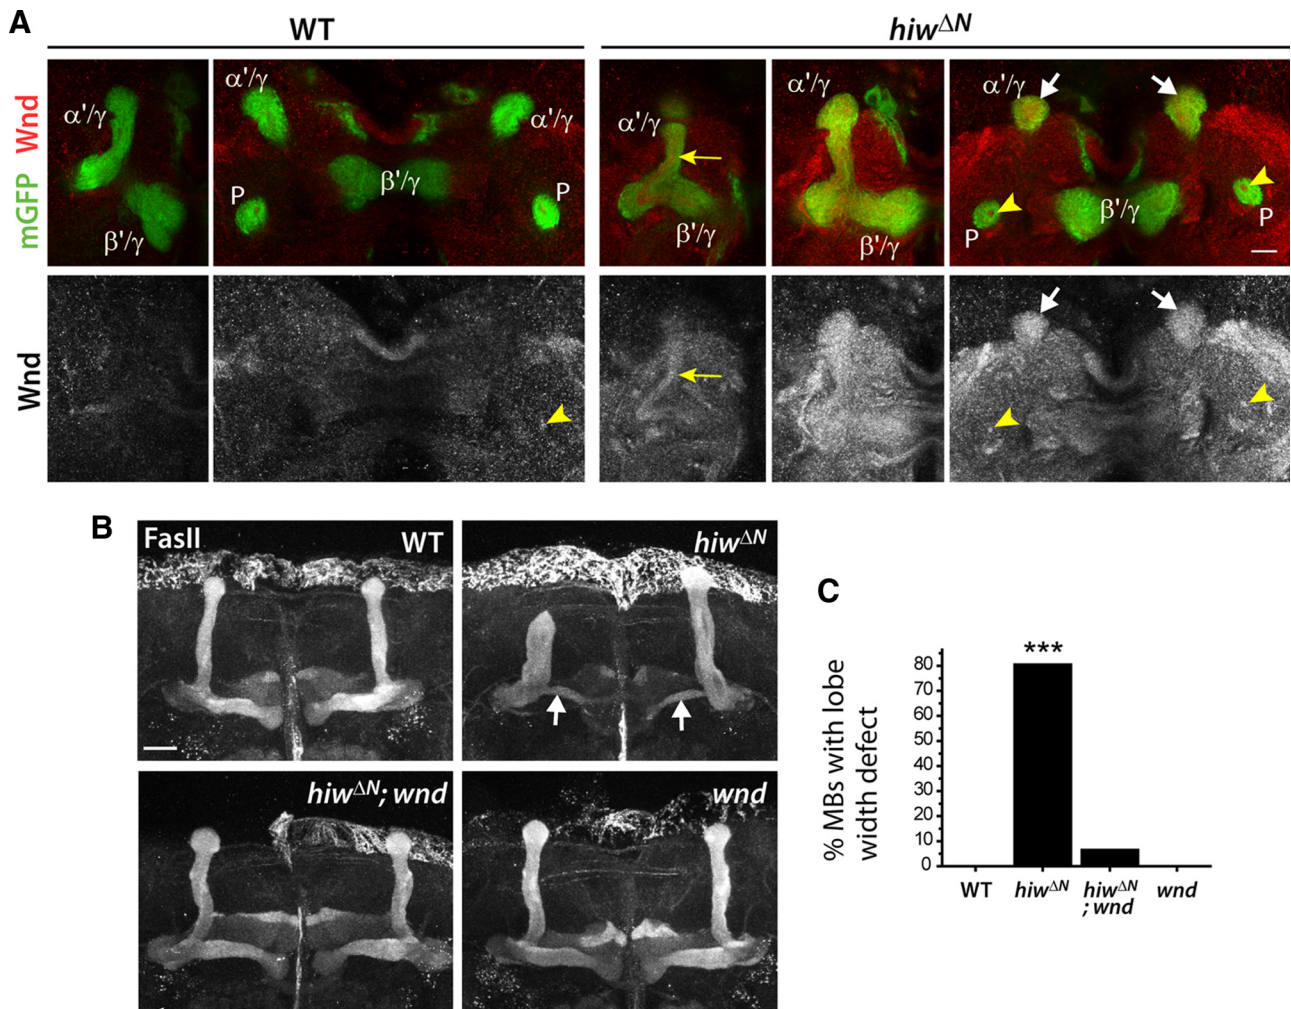 A
WT
hiwΔN
mGFP Wnd
α'/γ
β'/γ
α'/γ
α'/γ
P
β'/γ
P
α'/γ
β'/γ
α'/γ
β'/γ
α'/γ
P
β'/γ
P
Wnd
B
FasII
WT
hiwΔN
hiwΔN; wnd
wnd
C
% MBs with lobe
width defect
***
80
70
60
50
40
30
20
10
0
WT
hiwΔN
hiwΔN
; wnd
wnd